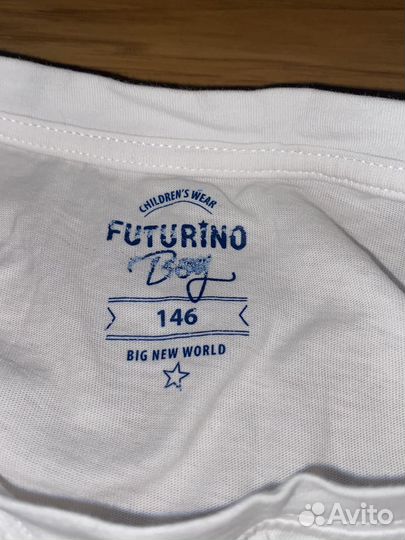 CHILDREN'S WEAR
FUTURINO
Boy
146
BIG NEW WORLD
Avito